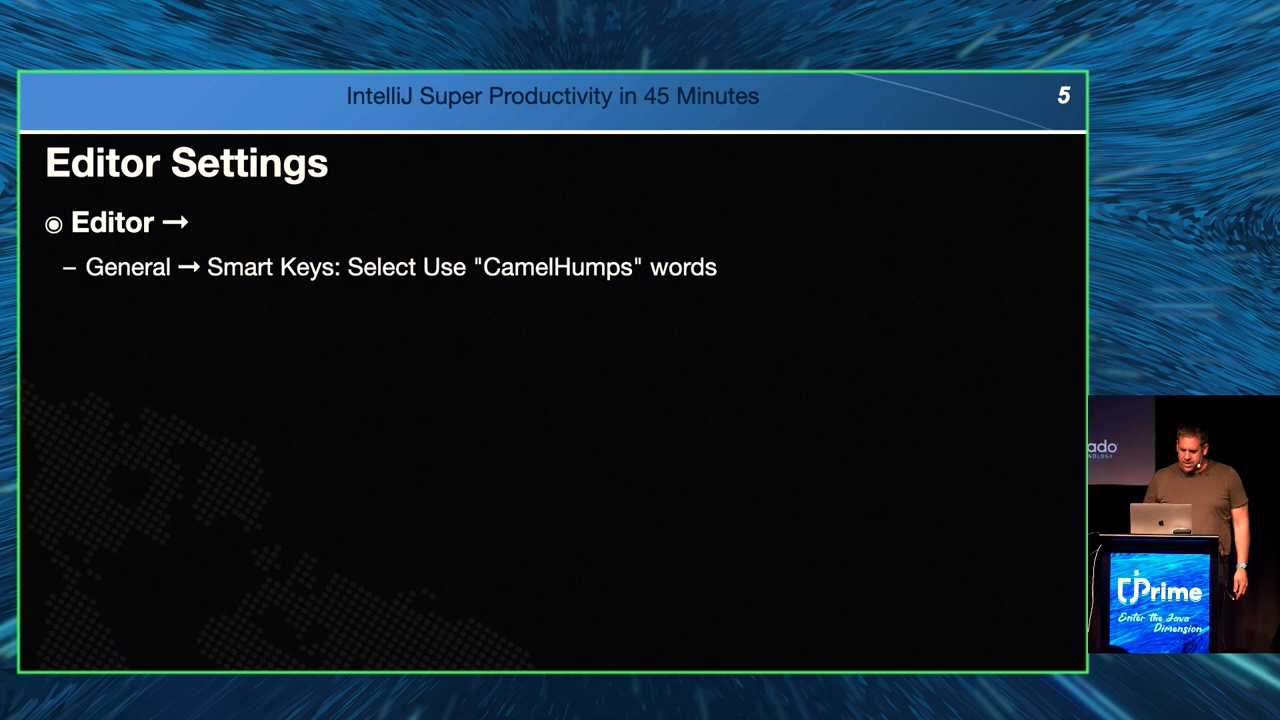 IntelliJ Super Productivity in 45 Minutes
5
Editor Settings
◉ Editor →
– General → Smart Keys: Select Use "CamelHumps" words
ado
NOLOGY
jPrime
Enter the Java
Dimension